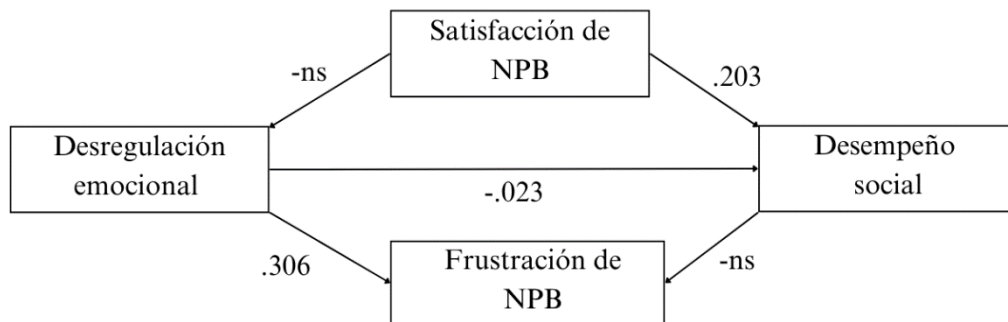 Satisfacción de
NPB
-ns
.203
Desregulación
emocional
Desempeño
social
-.023
.306
Frustración de
NPB
-ns